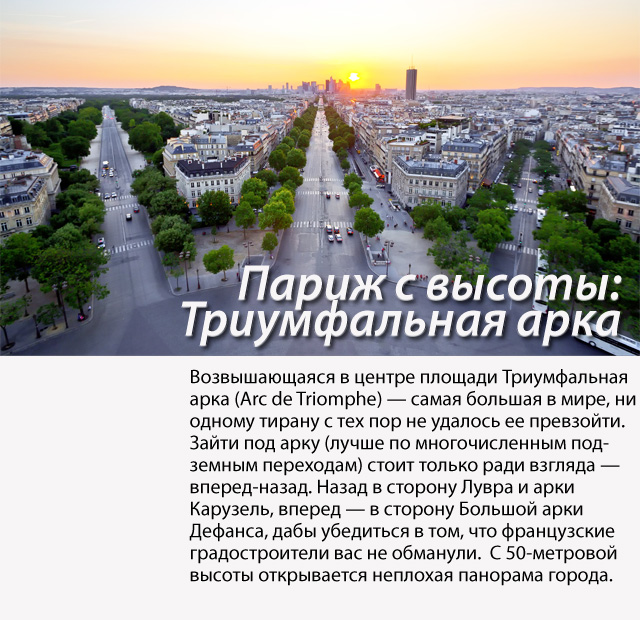 Париж с высоты:
Триумфальная арка
Возвышающаяся в центре площади Триумфальная
арка (Arc de Triomphe) — самая большая в мире, ни
одному тирану с тех пор не удалось ее превзойти.
Зайти под арку (лучше по многочисленным под-
земным переходам) стоит только ради взгляда —
вперед-назад. Назад в сторону Лувра и арки
Карузель, вперед — в сторону Большой арки
Дефанса, дабы убедиться в том, что французские
градостроители вас не обманули.  С 50-метровой
высоты открывается неплохая панорама города.